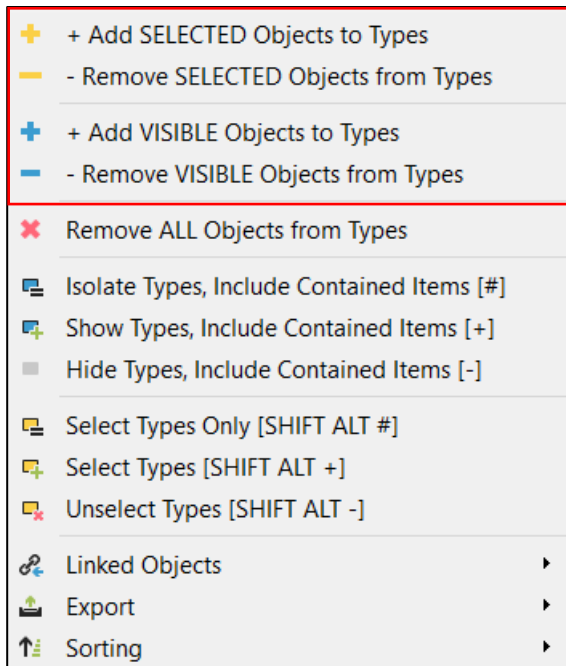 + Add SELECTED Objects to Types
- Remove SELECTED Objects from Types
+ Add VISIBLE Objects to Types
- Remove VISIBLE Objects from Types
Remove ALL Objects from Types
Isolate Types, Include Contained Items [#]
Show Types, Include Contained Items [+]
Hide Types, Include Contained Items [-]
Select Types Only [SHIFT ALT #]
Select Types [SHIFT ALT +]
Unselect Types [SHIFT ALT -]
Linked Objects
Export
Sorting